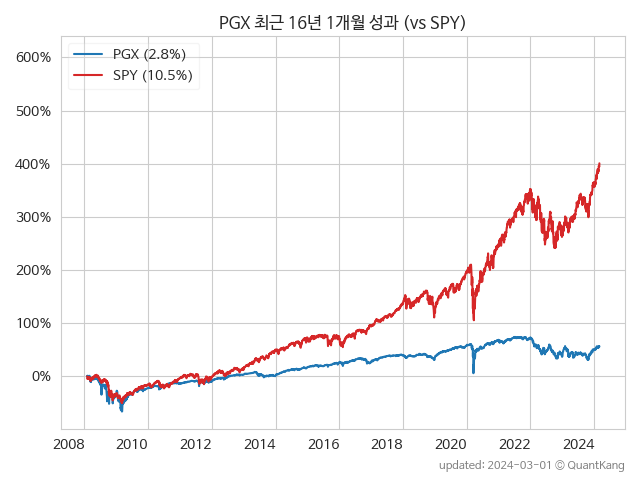 PGX 최근 16년 1개월 성과 (vs SPY)
PGX (2.8%)
SPY (10.5%)
600%
500%
400%
300%
200%
100%
0%
2008 2010 2012 2014 2016 2018 2020 2022 2024
updated: 2024-03-01 © QuantKang